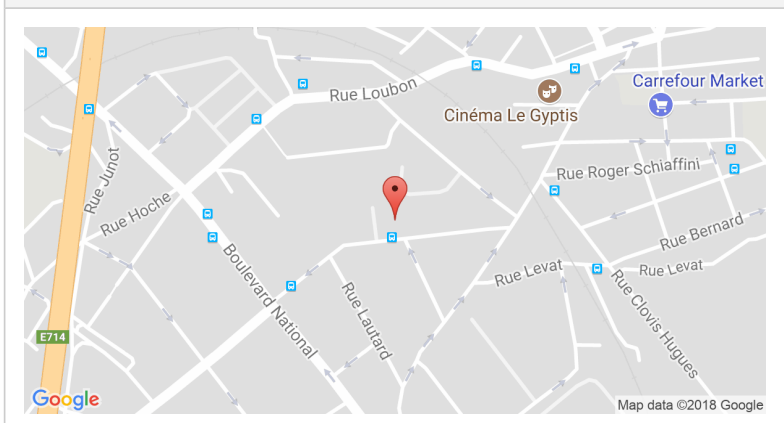 Rue Loubon
Cinéma Le Gyptis
Carrefour Market
Rue Junot
Rue Hoche
Rue Roger Schiaffini
Boulevard National
Rue Bernard
Rue Levat
Rue Levat
Rue Lautard
Rue Clovis Hugues
E714
Google
Map data ©2018 Google